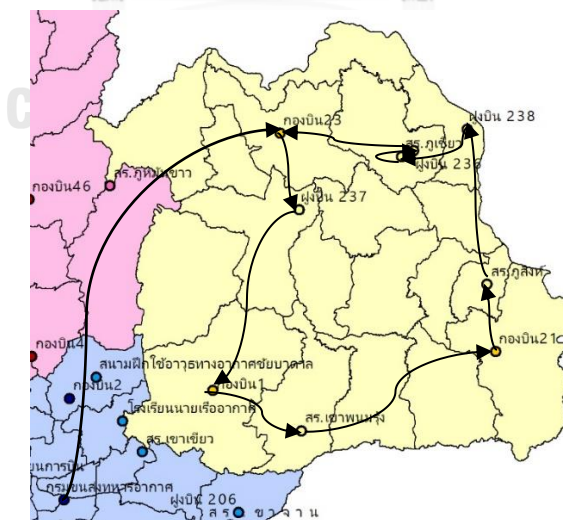 กองบิน23
ฝูงบิน 238
สร.ภูเขียว
ฝูงบิน 236
สร.ภูหมันขาว
กองบิน46
ฝูงบิน 237
สร.ภูสิงห์
กองบิน4
กองบิน21
สนามฝึกใช้อาวุธทางอากาศชัยบาดาล
กองบิน2
กองบิน1
โรงเรียนนายเรืออากาศ
สร.เขาพนมรุ้ง
สร.เขาเขียว
กรมขนส่งทหารอากาศ
ฝูงบิน 206